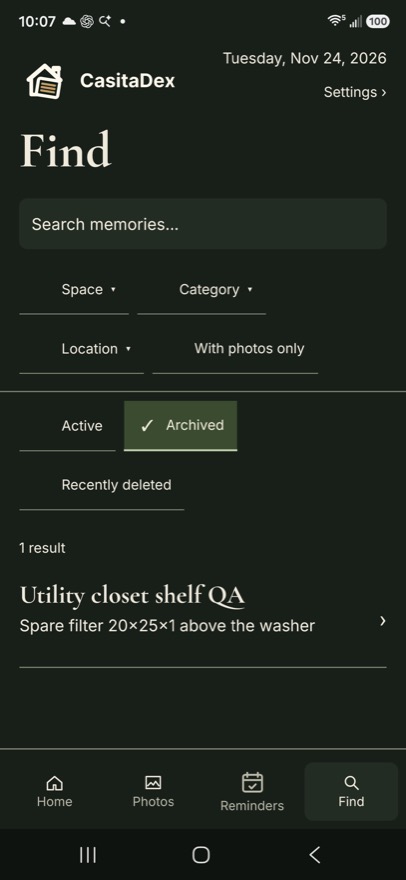 10:07
5
100
Tuesday, Nov 24, 2026
CasitaDex
Settings ›
Find
Search memories...
Space ▾ Category ▾
Location ▾ With photos only
Active ✓ Archived
Recently deleted
1 result
Utility closet shelf QA
Spare filter 20×25×1 above the washer ›
Home Photos Reminders Find